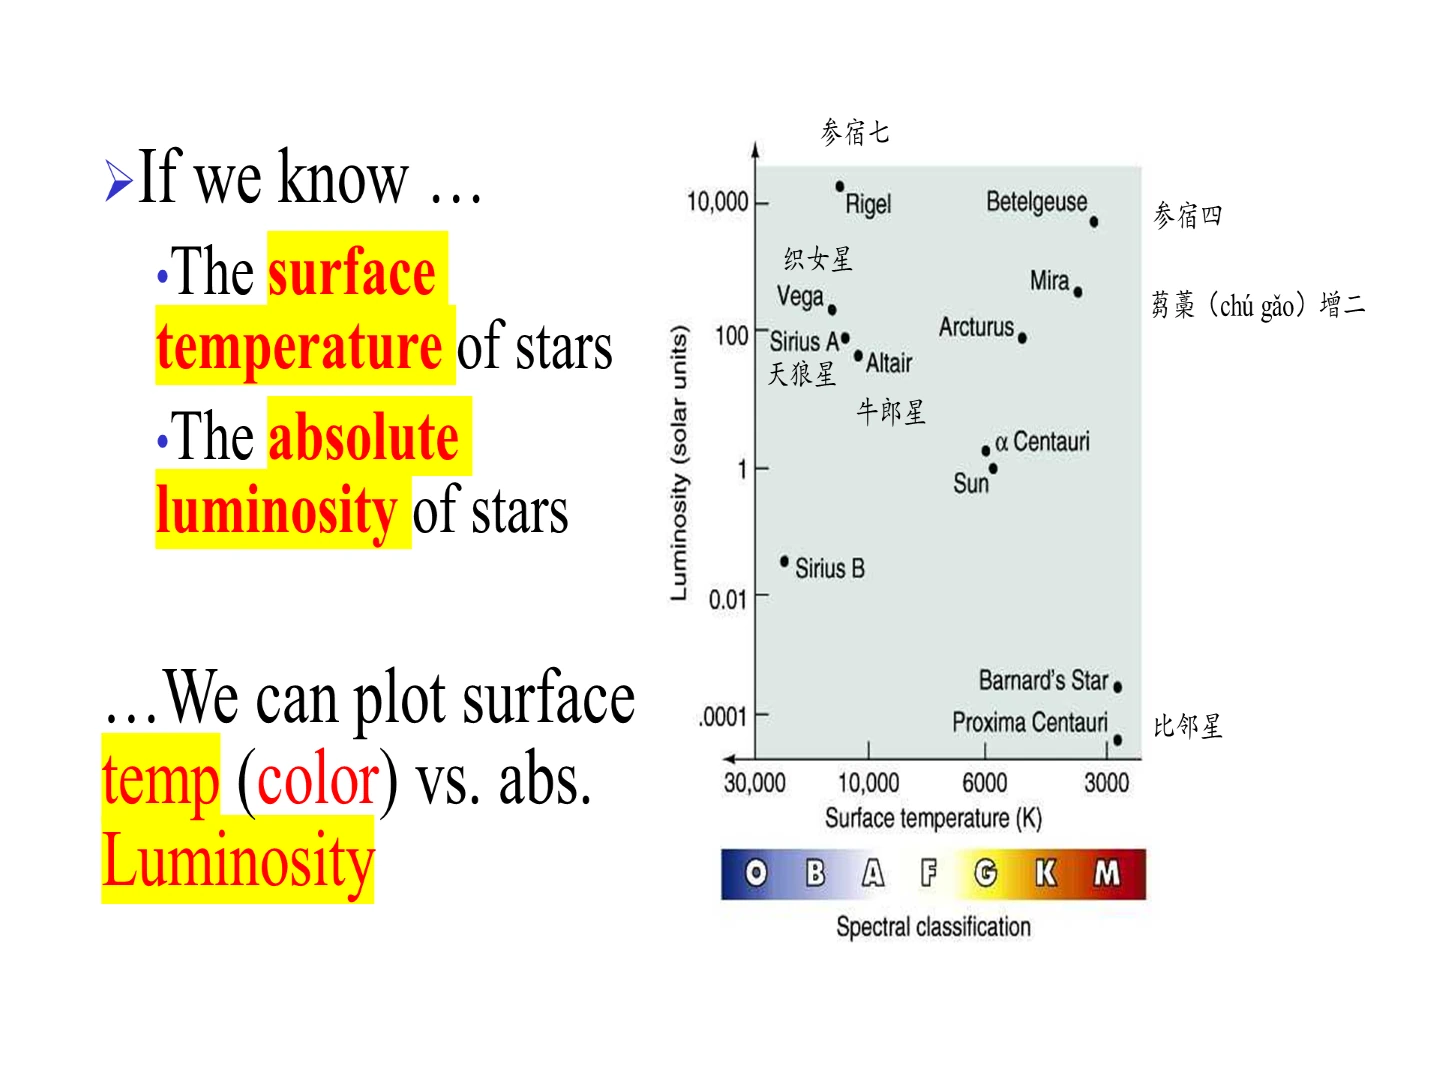 If we know …
•The surface
temperature of stars
•The absolute
luminosity of stars
…We can plot surface
temp (color) vs. abs.
Luminosity
参宿七
10,000
Rigel
Betelgeuse
参宿四
织女星
Vega
Mira
蒭藁（chú gǎo）增二
100
Sirius A
Arcturus
Altair
天狼星
牛郎星
Luminosity (solar units)
α Centauri
1
Sun
Sirius B
0.01
Barnard's Star
.0001
Proxima Centauri
比邻星
30,000 10,000 6000 3000
Surface temperature (K)
O B A F G K M
Spectral classification